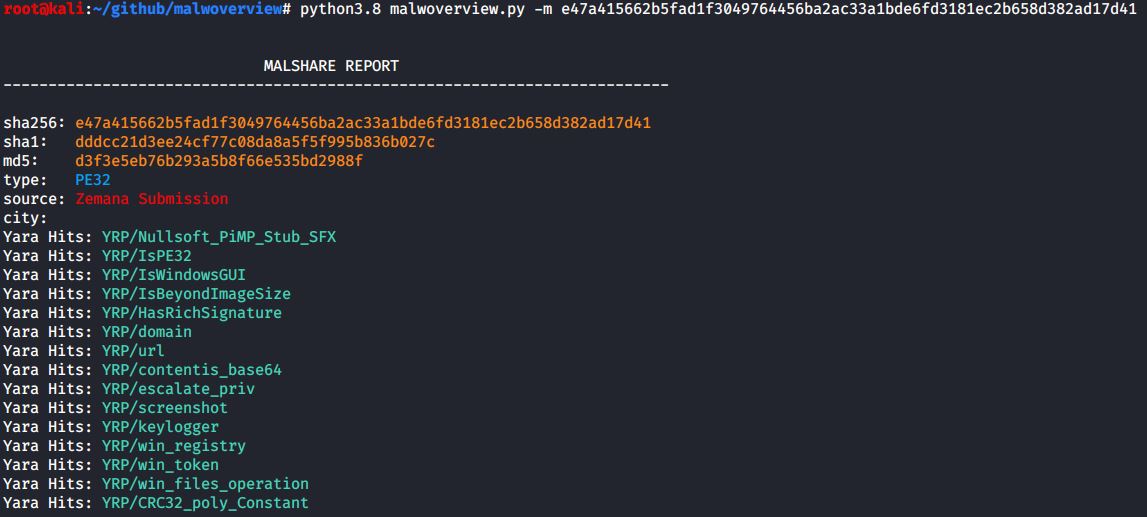 root@kali:~/github/malwoverview# python3.8 malwoverview.py -m e47a415662b5fad1f3049764456ba2ac33a1bde6fd3181ec2b658d382ad17d41
MALSHARE REPORT
--------------------------------------------------------------------------
sha256: e47a415662b5fad1f3049764456ba2ac33a1bde6fd3181ec2b658d382ad17d41
sha1: dddcc21d3ee24cf77c08da8a5f5f995b836b027c
md5: d3f3e5eb76b293a5b8f66e535bd2988f
type: PE32
source: Zemana Submission
city:
Yara Hits: YRP/Nullsoft_PiMP_Stub_SFX
Yara Hits: YRP/IsPE32
Yara Hits: YRP/IsWindowsGUI
Yara Hits: YRP/IsBeyondImageSize
Yara Hits: YRP/HasRichSignature
Yara Hits: YRP/domain
Yara Hits: YRP/url
Yara Hits: YRP/contentis_base64
Yara Hits: YRP/escalate_priv
Yara Hits: YRP/screenshot
Yara Hits: YRP/keylogger
Yara Hits: YRP/win_registry
Yara Hits: YRP/win_token
Yara Hits: YRP/win_files_operation
Yara Hits: YRP/CRC32_poly_Constant